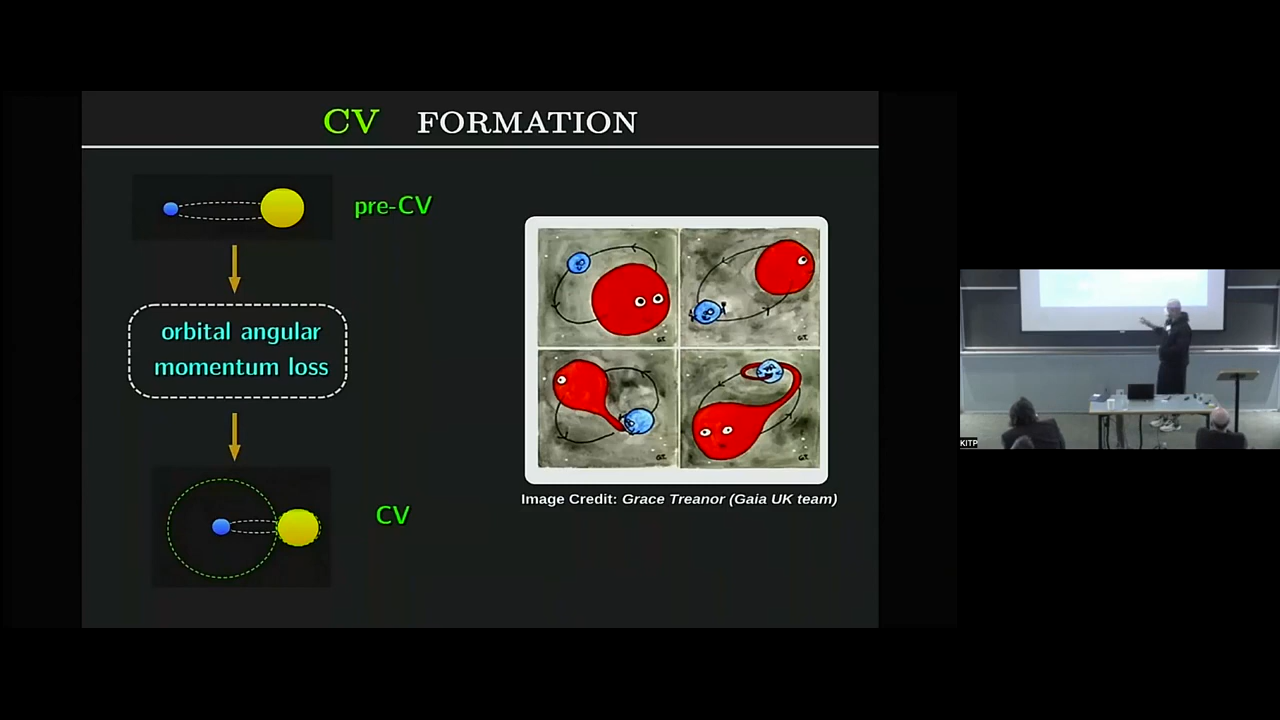 CV FORMATION
pre-CV
orbital angular
momentum loss
CV
G.T.
G.T.
G.T.
G.T.
Image Credit: Grace Treanor (Gaia UK team)
KITP